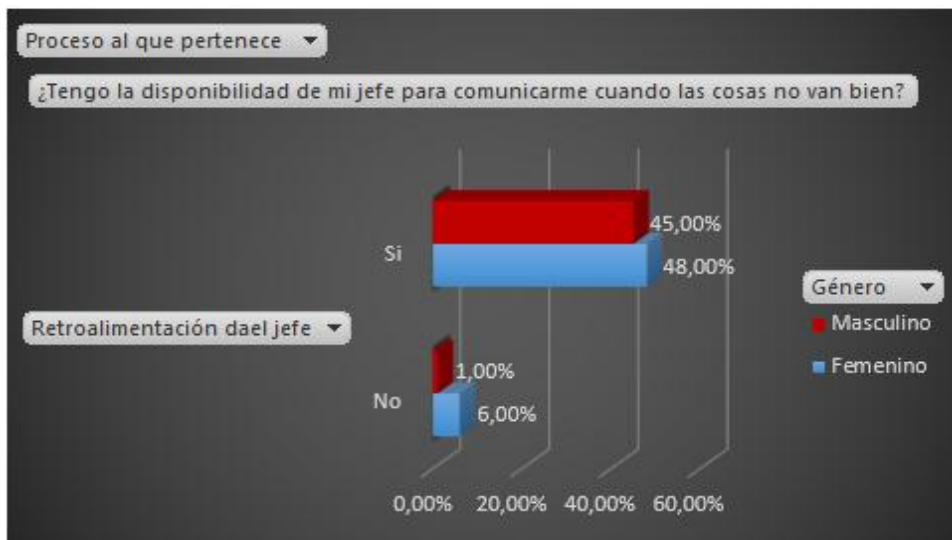 Proceso al que pertenece
¿Tengo la disponibilidad de mi jefe para comunicarme cuando las cosas no van bien?
45,00%
Si
48,00%
Género
Retroalimentación dael jefe
Masculino
1,00%
Femenino
No
6,00%
0,00% 20,00% 40,00% 60,00%